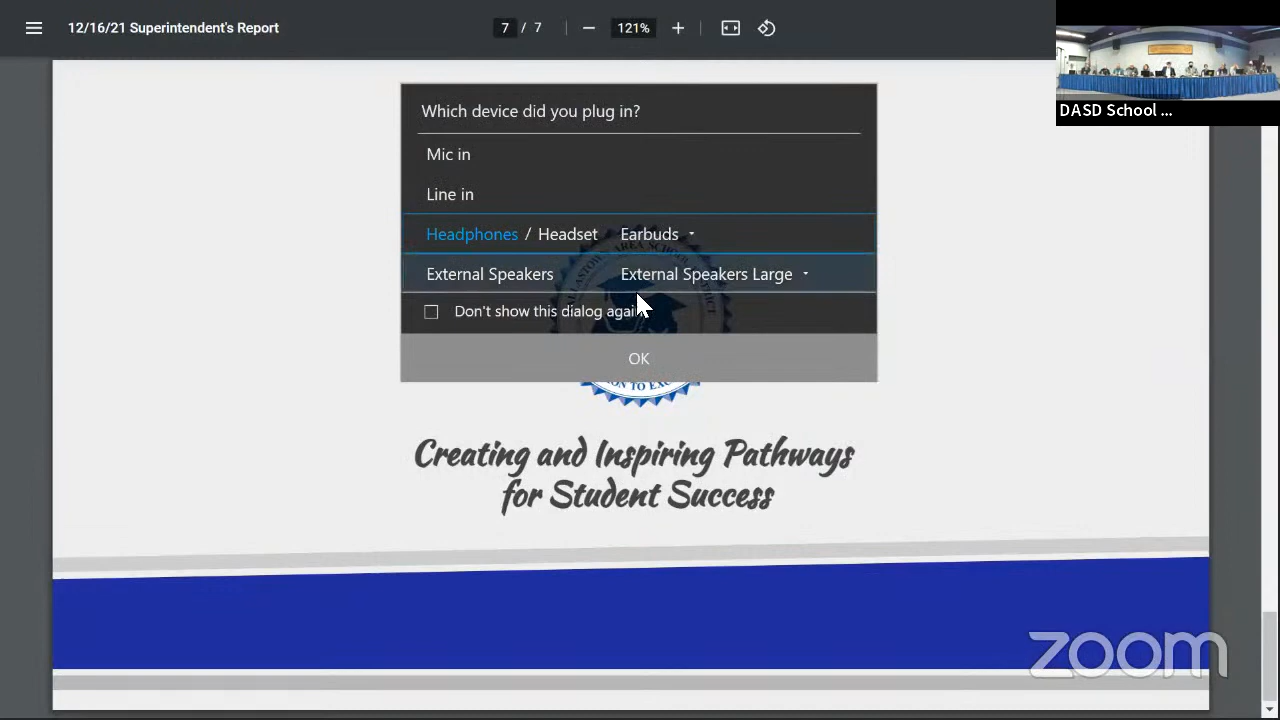 12/16/21 Superintendent's Report
7 / 7
121%
DASD School ...
Which device did you plug in?
Mic in
Line in
Headphones / Headset Earbuds
External Speakers External Speakers Large
Don't show this dialog again
OK
Creating and Inspiring Pathways
for Student Success
zoom